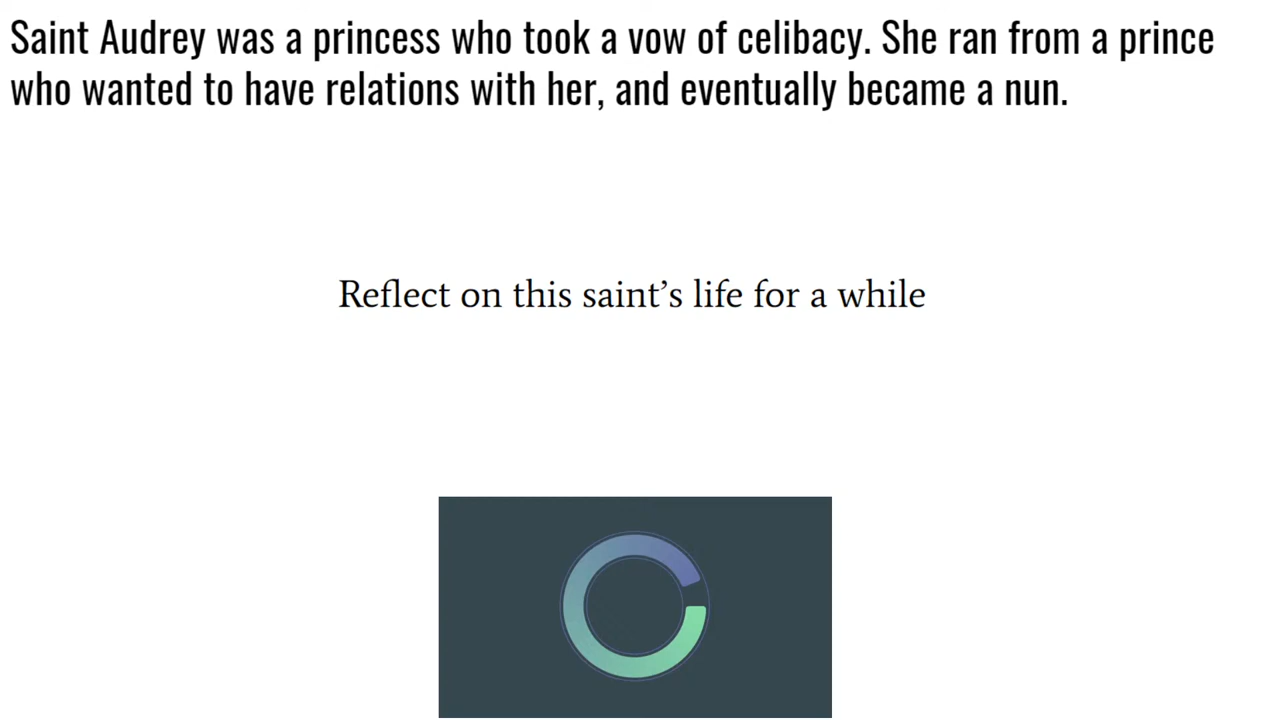 Saint Audrey was a princess who took a vow of celibacy. She ran from a prince
who wanted to have relations with her, and eventually became a nun.
Reflect on this saint’s life for a while